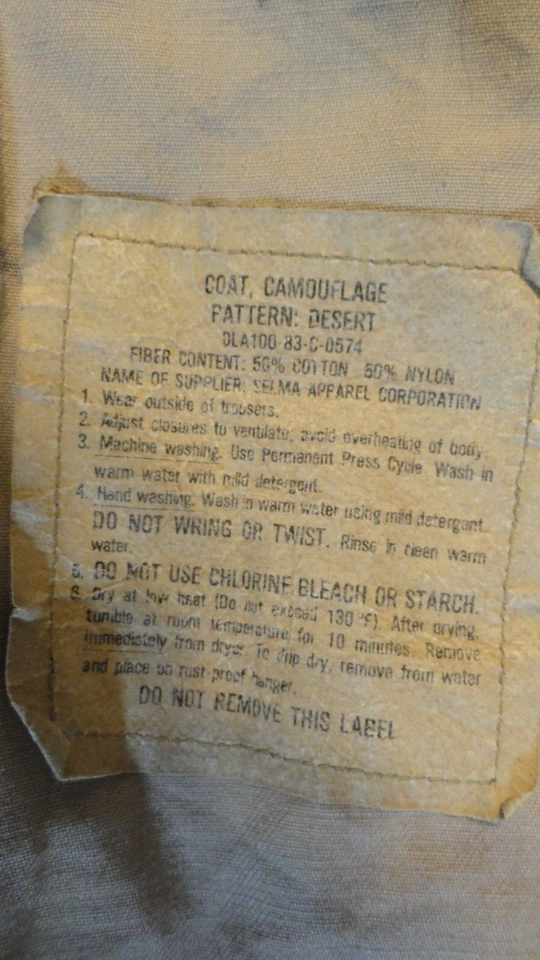 COAT, CAMOUFLAGE
PATTERN: DESERT
DLA100-83-C-0574
FIBER CONTENT: 50% COTTON 50% NYLON
NAME OF SUPPLIER: SELMA APPAREL CORPORATION
1. Wear outside of trousers.
2. Adjust closures to ventilate, avoid overheating of body.
3. Machine washing. Use Permanent Press Cycle. Wash in
warm water with mild detergent.
4. Hand washing. Wash in warm water using mild detergent.
DO NOT WRING OR TWIST. Rinse in clean warm
water.
5. DO NOT USE CHLORINE BLEACH OR STARCH.
6. Dry at low heat (Do not exceed 130°F). After drying,
tumble at room temperature for 10 minutes. Remove
immediately from dryer. To drip dry, remove from water
and place on rust-proof hanger.
DO NOT REMOVE THIS LABEL